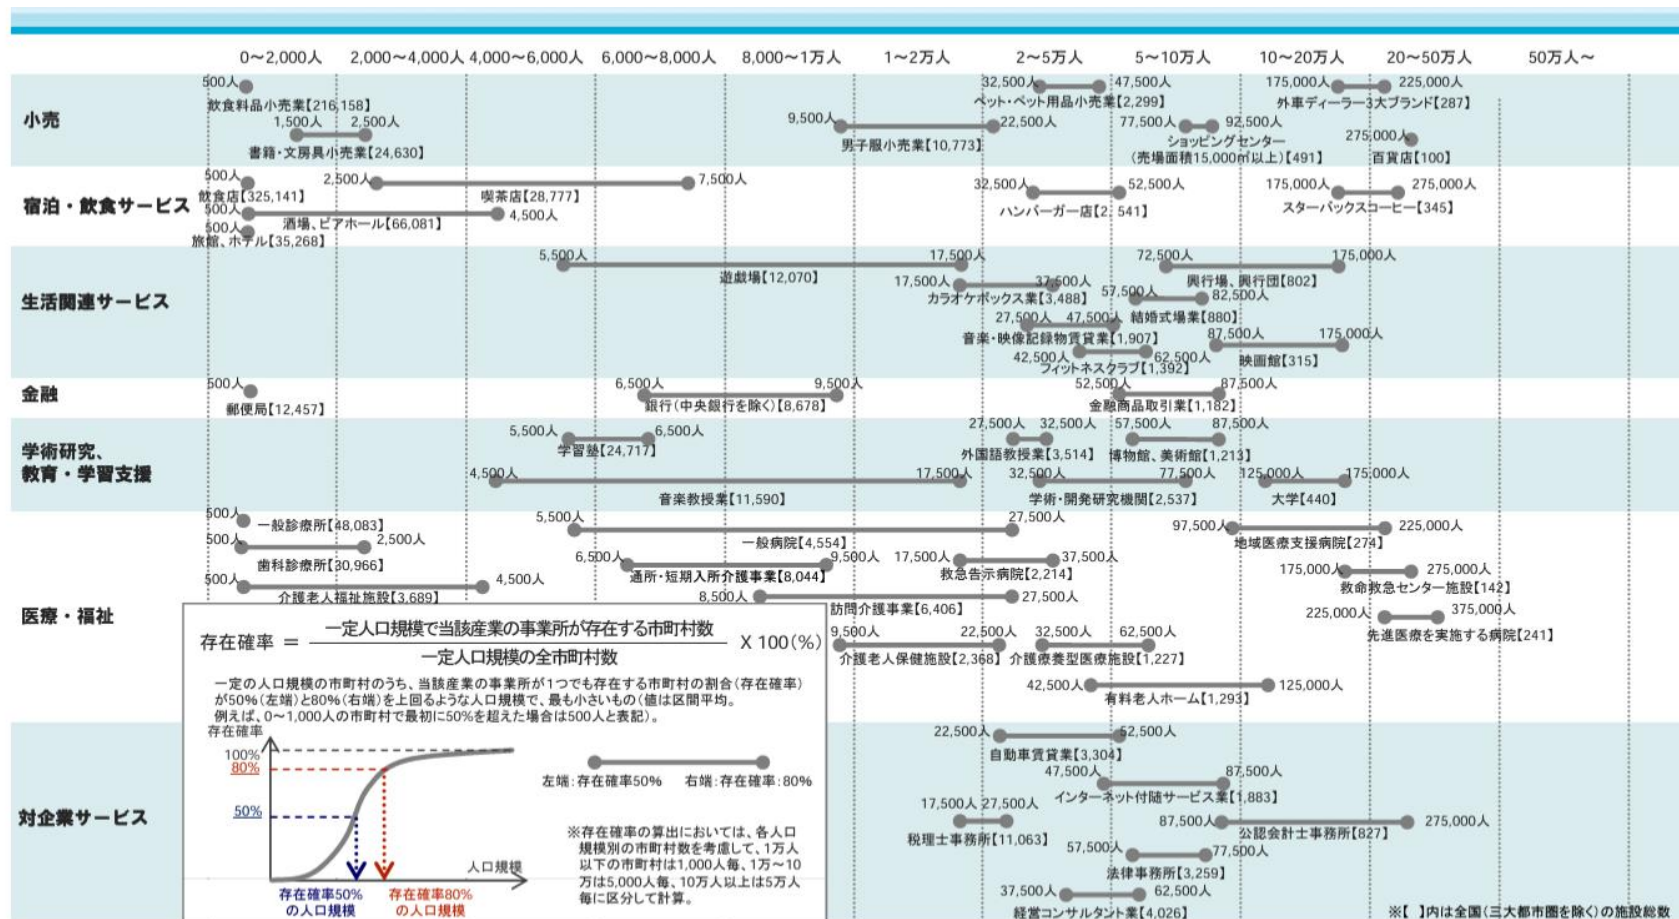 0～2,000人 2,000～4,000人 4,000～6,000人 6,000～8,000人 8,000～1万人 1～2万人 2～5万人 5～10万人 10～20万人 20～50万人 50万人～
小売
500人
飲食料品小売業【216,158】
1,500人 2,500人
書籍・文房具小売業【24,630】
9,500人 22,500人
男子服小売業【10,773】
32,500人 47,500人
ペット・ペット用品小売業【2,299】
77,500人 92,500人
ショッピングセンター
(売場面積15,000㎡以上)【491】
175,000人 225,000人
外車ディーラー3大ブランド【287】
275,000人
百貨店【100】
宿泊・飲食サービス
500人
飲食店【325,141】
2,500人 7,500人
喫茶店【28,777】
500人 4,500人
酒場、ビアホール【66,081】
500人
旅館、ホテル【35,268】
32,500人 52,500人
ハンバーガー店【2,541】
175,000人 275,000人
スターバックスコーヒー【345】
生活関連サービス
5,500人 17,500人
遊戯場【12,070】
17,500人 37,500人
カラオケボックス業【3,488】
27,500人 47,500人
音楽・映像記録物賃貸業【1,907】
42,500人 62,500人
フィットネスクラブ【1,392】
72,500人 175,000人
興行場、興行団【802】
57,500人 82,500人
結婚式場業【880】
87,500人 175,000人
映画館【315】
金融
500人
郵便局【12,457】
6,500人 9,500人
銀行(中央銀行を除く)【8,678】
52,500人 87,500人
金融商品取引業【1,182】
学術研究、
教育・学習支援
5,500人 6,500人
学習塾【24,717】
4,500人 17,500人
音楽教授業【11,590】
27,500人 32,500人
外国語教授業【3,514】
57,500人 87,500人
博物館、美術館【1,213】
32,500人 77,500人
学術・開発研究機関【2,537】
125,000人 175,000人
大学【440】
医療・福祉
500人
一般診療所【48,083】
500人 2,500人
歯科診療所【30,966】
500人 4,500人
介護老人福祉施設【3,689】
5,500人 27,500人
一般病院【4,554】
6,500人 9,500人
通所・短期入所介護事業【8,044】
17,500人 37,500人
救急告示病院【2,214】
8,500人 27,500人
訪問介護事業【6,406】
9,500人 22,500人
介護老人保健施設【2,368】
32,500人 62,500人
介護療養型医療施設【1,227】
42,500人 125,000人
有料老人ホーム【1,293】
97,500人 225,000人
地域医療支援病院【274】
175,000人 275,000人
救命救急センター施設【142】
225,000人 375,000人
先進医療を実施する病院【241】
対企業サービス
22,500人 52,500人
自動車賃貸業【3,304】
47,500人 87,500人
インターネット付随サービス業【1,883】
17,500人 27,500人
税理士事務所【11,063】
87,500人 275,000人
公認会計士事務所【827】
57,500人 77,500人
法律事務所【3,259】
37,500人 62,500人
経営コンサルタント業【4,026】
存在確率 ＝ 一定人口規模で当該産業の事業所が存在する市町村数 X 100(%)
一定人口規模の全市町村数
一定の人口規模の市町村のうち、当該産業の事業所が1つでも存在する市町村の割合(存在確率)
が50%(左端)と80%(右端)を上回るような人口規模で、最も小さいもの(値は区間平均。
例えば、0～1,000人の市町村で最初に50%を超えた場合は500人と表記)。
存在確率
100%
80%
50%
人口規模
存在確率50%
の人口規模
存在確率80%
の人口規模
左端:存在確率50% 右端:存在確率:80%
※存在確率の算出においては、各人口
規模別の市町村数を考慮して、1万人
以下の市町村は1,000人毎、1万～10
万は5,000人毎、10万人以上は5万人
毎に区分して計算。
※【 】内は全国(三大都市圏を除く)の施設総数